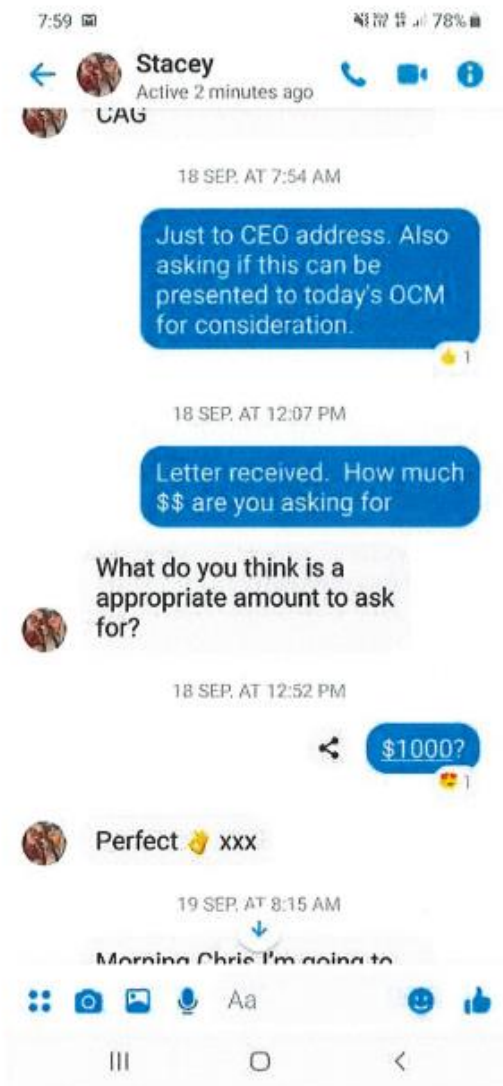 7:59
78%
Stacey
Active 2 minutes ago
CAG
18 SEP. AT 7:54 AM
Just to CEO address. Also
asking if this can be
presented to today's OCM
for consideration.
1
18 SEP. AT 12:07 PM
Letter received. How much
$$ are you asking for
What do you think is a
appropriate amount to ask
for?
18 SEP. AT 12:52 PM
$1000?
1
Perfect 👌 xxx
19 SEP. AT 8:15 AM
Morning Chris I'm going to
Aa